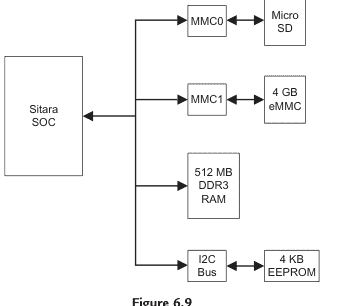 MMC0
Micro
SD
Sitara
SOC
MMC1
4 GB
eMMC
512 MB
DDR3
RAM
I2C
Bus
4 KB
EEPROM
Figure 6.9